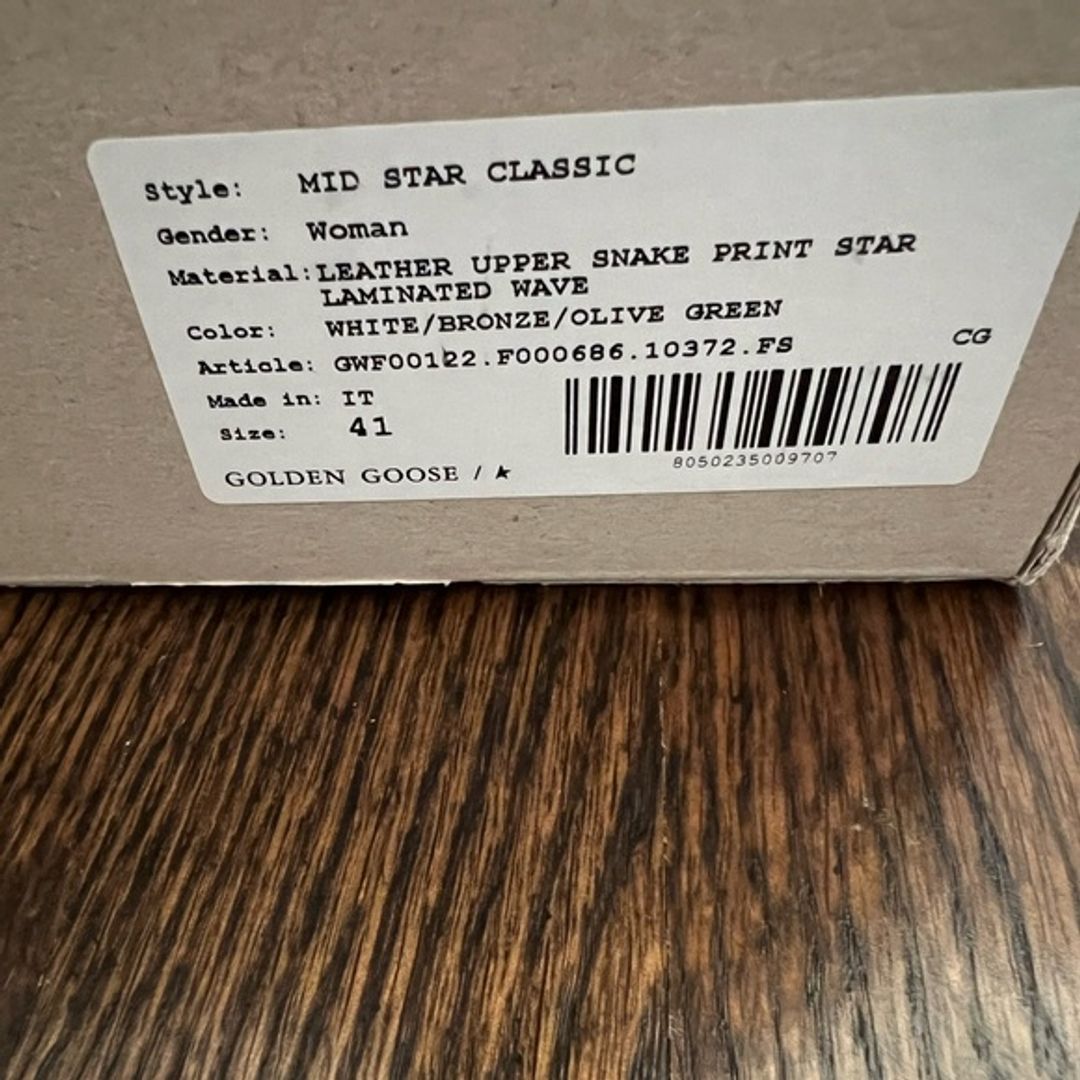 Style: MID STAR CLASSIC
Gender: Woman
Material: LEATHER UPPER SNAKE PRINT STAR
LAMINATED WAVE
Color: WHITE/BRONZE/OLIVE GREEN
Article: GWF00122.F000686.10372.FS
CG
Made in: IT
Size: 41
8050235009707
GOLDEN GOOSE /